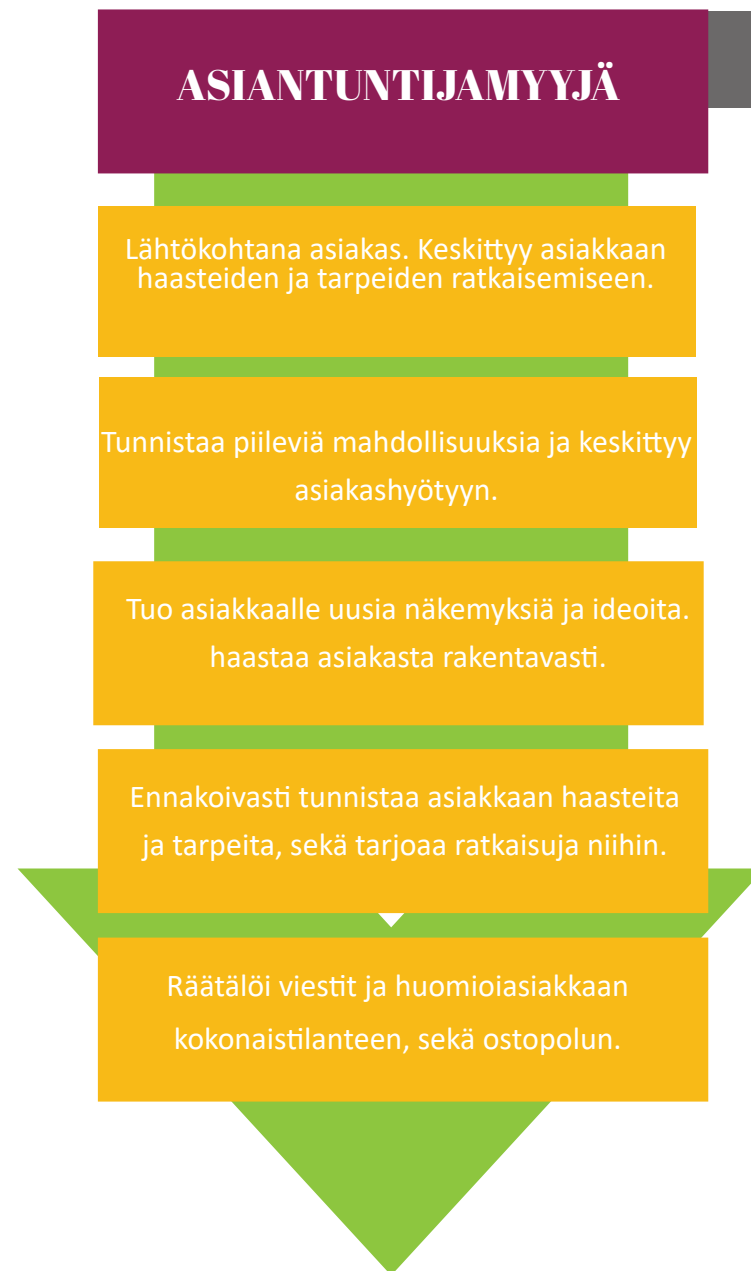 ASIANTUNTIJAMYYJÄ
Lähtökohtana asiakas. Keskittyy asiakkaan
haasteiden ja tarpeiden ratkaisemiseen.
Tunnistaa piileviä mahdollisuuksia ja keskittyy
asiakashyötyyn.
Tuo asiakkaalle uusia näkemyksiä ja ideoita.
haastaa asiakasta rakentavasti.
Ennakoivasti tunnistaa asiakkaan haasteita
ja tarpeita, sekä tarjoaa ratkaisuja niihin.
Räätälöi viestit ja huomioiasiakkaan
kokonaistilanteen, sekä ostopolun.